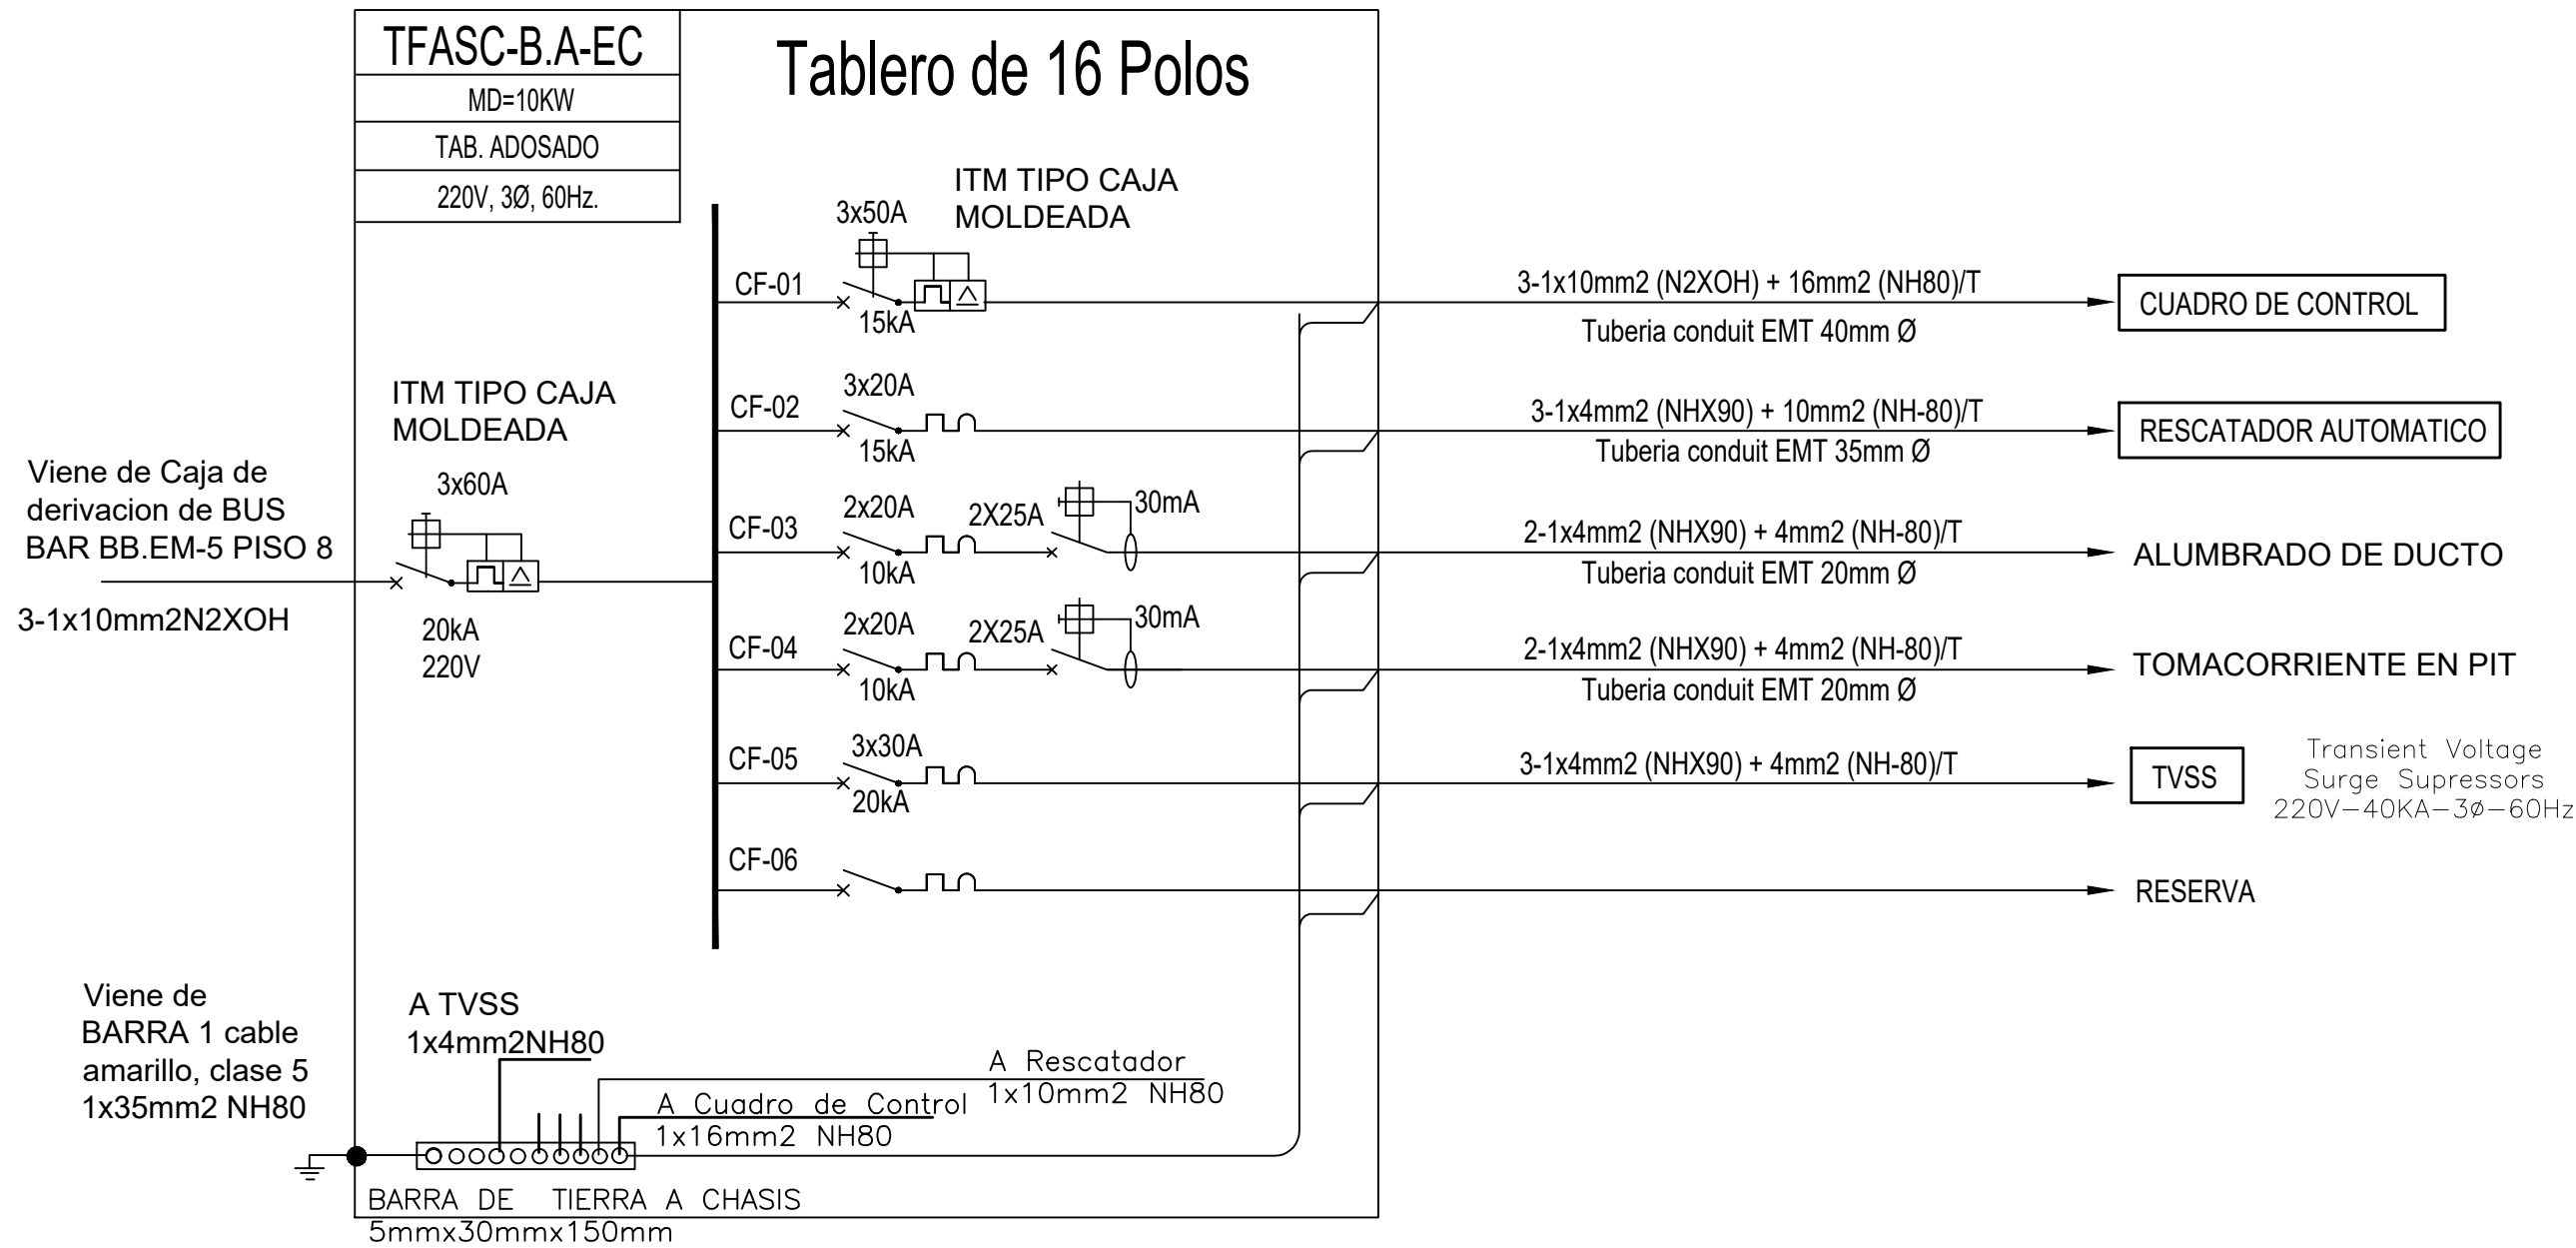 TFASC-B.A-EC
MD=10KW
TAB. ADOSADO
220V, 3Ø, 60Hz.
Tablero de 16 Polos
ITM TIPO CAJA
MOLDEADA
3x50A
CF-01
15kA
3-1x10mm2 (N2XOH) + 16mm2 (NH80)/T
Tuberia conduit EMT 40mm Ø
CUADRO DE CONTROL
3x20A
CF-02
15kA
3-1x4mm2 (NHX90) + 10mm2 (NH-80)/T
Tuberia conduit EMT 35mm Ø
RESCATADOR AUTOMATICO
ITM TIPO CAJA
MOLDEADA
3x60A
20kA
220V
Viene de Caja de
derivacion de BUS
BAR BB.EM-5 PISO 8
3-1x10mm2N2XOH
2x20A
CF-03
10kA
2X25A
30mA
2-1x4mm2 (NHX90) + 4mm2 (NH-80)/T
Tuberia conduit EMT 20mm Ø
ALUMBRADO DE DUCTO
2x20A
CF-04
10kA
2X25A
30mA
2-1x4mm2 (NHX90) + 4mm2 (NH-80)/T
Tuberia conduit EMT 20mm Ø
TOMACORRIENTE EN PIT
3x30A
CF-05
20kA
3-1x4mm2 (NHX90) + 4mm2 (NH-80)/T
TVSS
Transient Voltage
Surge Supressors
220V-40KA-3ø-60Hz
CF-06
RESERVA
Viene de
BARRA 1 cable
amarillo, clase 5
1x35mm2 NH80
A TVSS
1x4mm2NH80
A Rescatador
1x10mm2 NH80
A Cuadro de Control
1x16mm2 NH80
BARRA DE TIERRA A CHASIS
5mmx30mmx150mm